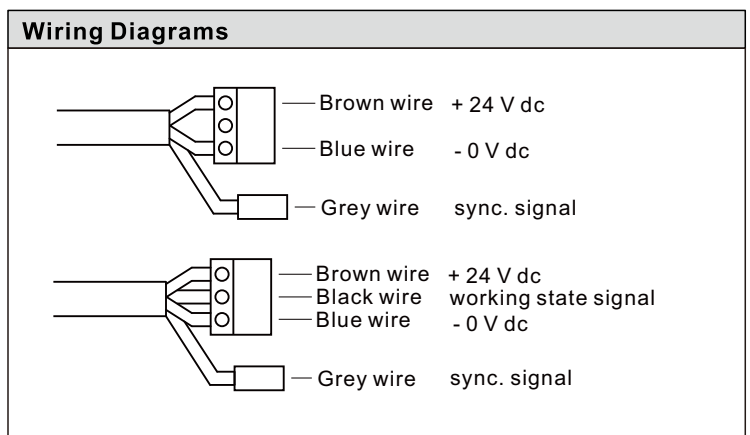 Wiring Diagrams
Brown wire + 24 V dc
Blue wire - 0 V dc
Grey wire sync. signal
Brown wire + 24 V dc
Black wire working state signal
Blue wire - 0 V dc
Grey wire sync. signal